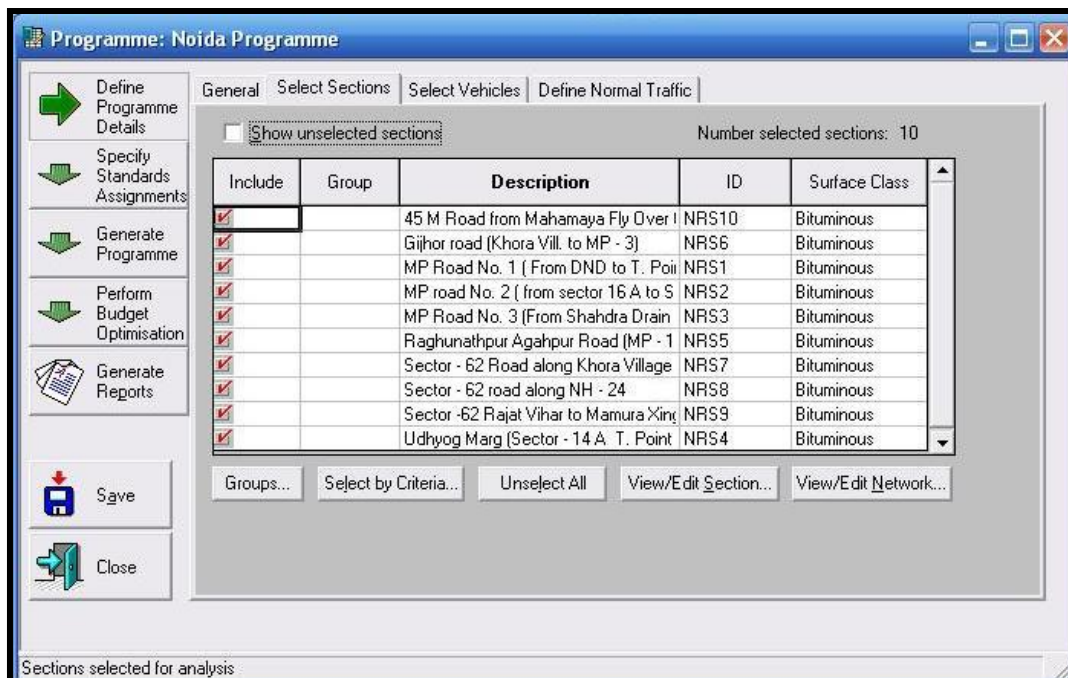 Programme: Noida Programme
Define
Programme
Details
Specify
Standards
Assignments
Generate
Programme
Perform
Budget
Optimisation
Generate
Reports
Save
Close
General Select Sections Select Vehicles Define Normal Traffic
Show unselected sections Number selected sections: 10
Include Group Description ID Surface Class
45 M Road from Mahamaya Fly Over NRS10 Bituminous
Gijhor road (Khora Vill. to MP - 3) NRS6 Bituminous
MP Road No. 1 ( From DND to T. Poi NRS1 Bituminous
MP road No. 2 ( from sector 16 A to S NRS2 Bituminous
MP Road No. 3 (From Shahdra Drain NRS3 Bituminous
Raghunathpur Agahpur Road (MP - 1 NRS5 Bituminous
Sector - 62 Road along Khora Village NRS7 Bituminous
Sector - 62 road along NH - 24 NRS8 Bituminous
Sector -62 Rajat Vihar to Mamura Xing NRS9 Bituminous
Udhyog Marg (Sector - 14 A T. Point NRS4 Bituminous
Groups... Select by Criteria... Unselect All View/Edit Section... View/Edit Network...
Sections selected for analysis